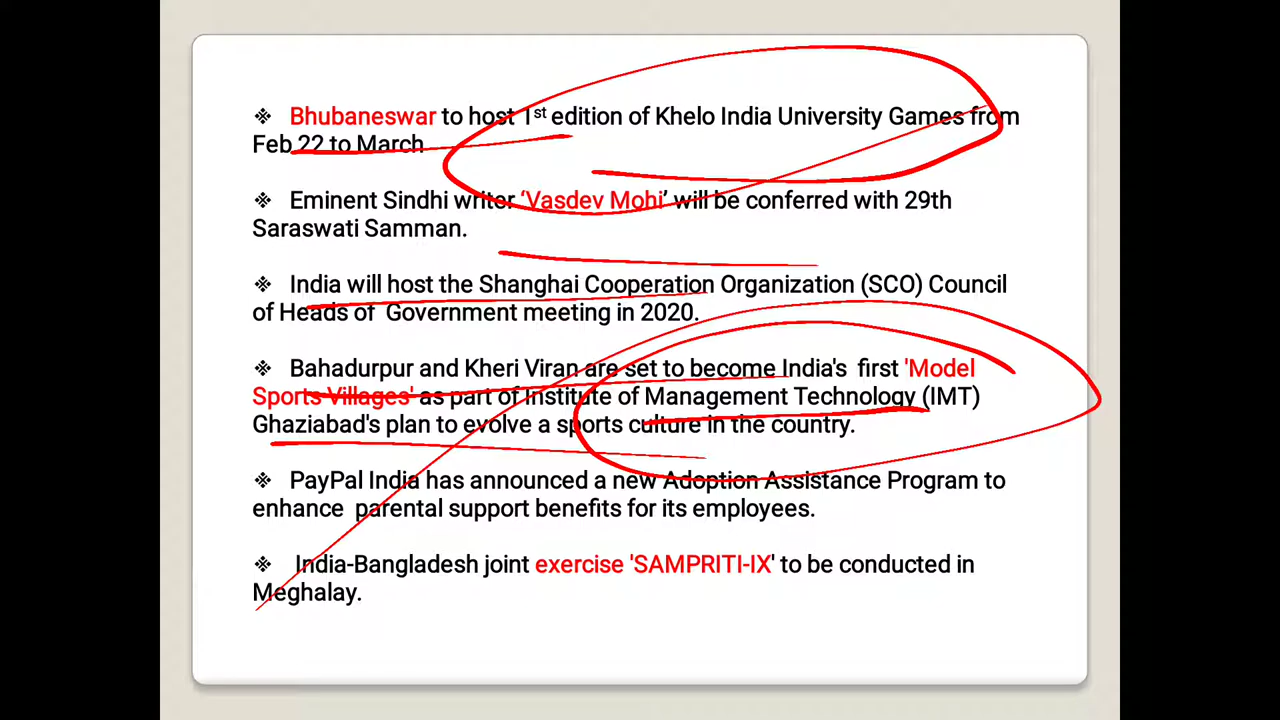 ❖ Bhubaneswar to host 1st edition of Khelo India University Games from
Feb 22 to March
❖ Eminent Sindhi writer ‘Vasdev Mohi’ will be conferred with 29th
Saraswati Samman.
❖ India will host the Shanghai Cooperation Organization (SCO) Council
of Heads of Government meeting in 2020.
❖ Bahadurpur and Kheri Viran are set to become India's first 'Model
Sports Villages' as part of Institute of Management Technology (IMT)
Ghaziabad's plan to evolve a sports culture in the country.
❖ PayPal India has announced a new Adoption Assistance Program to
enhance parental support benefits for its employees.
❖ India-Bangladesh joint exercise 'SAMPRITI-IX' to be conducted in
Meghalay.